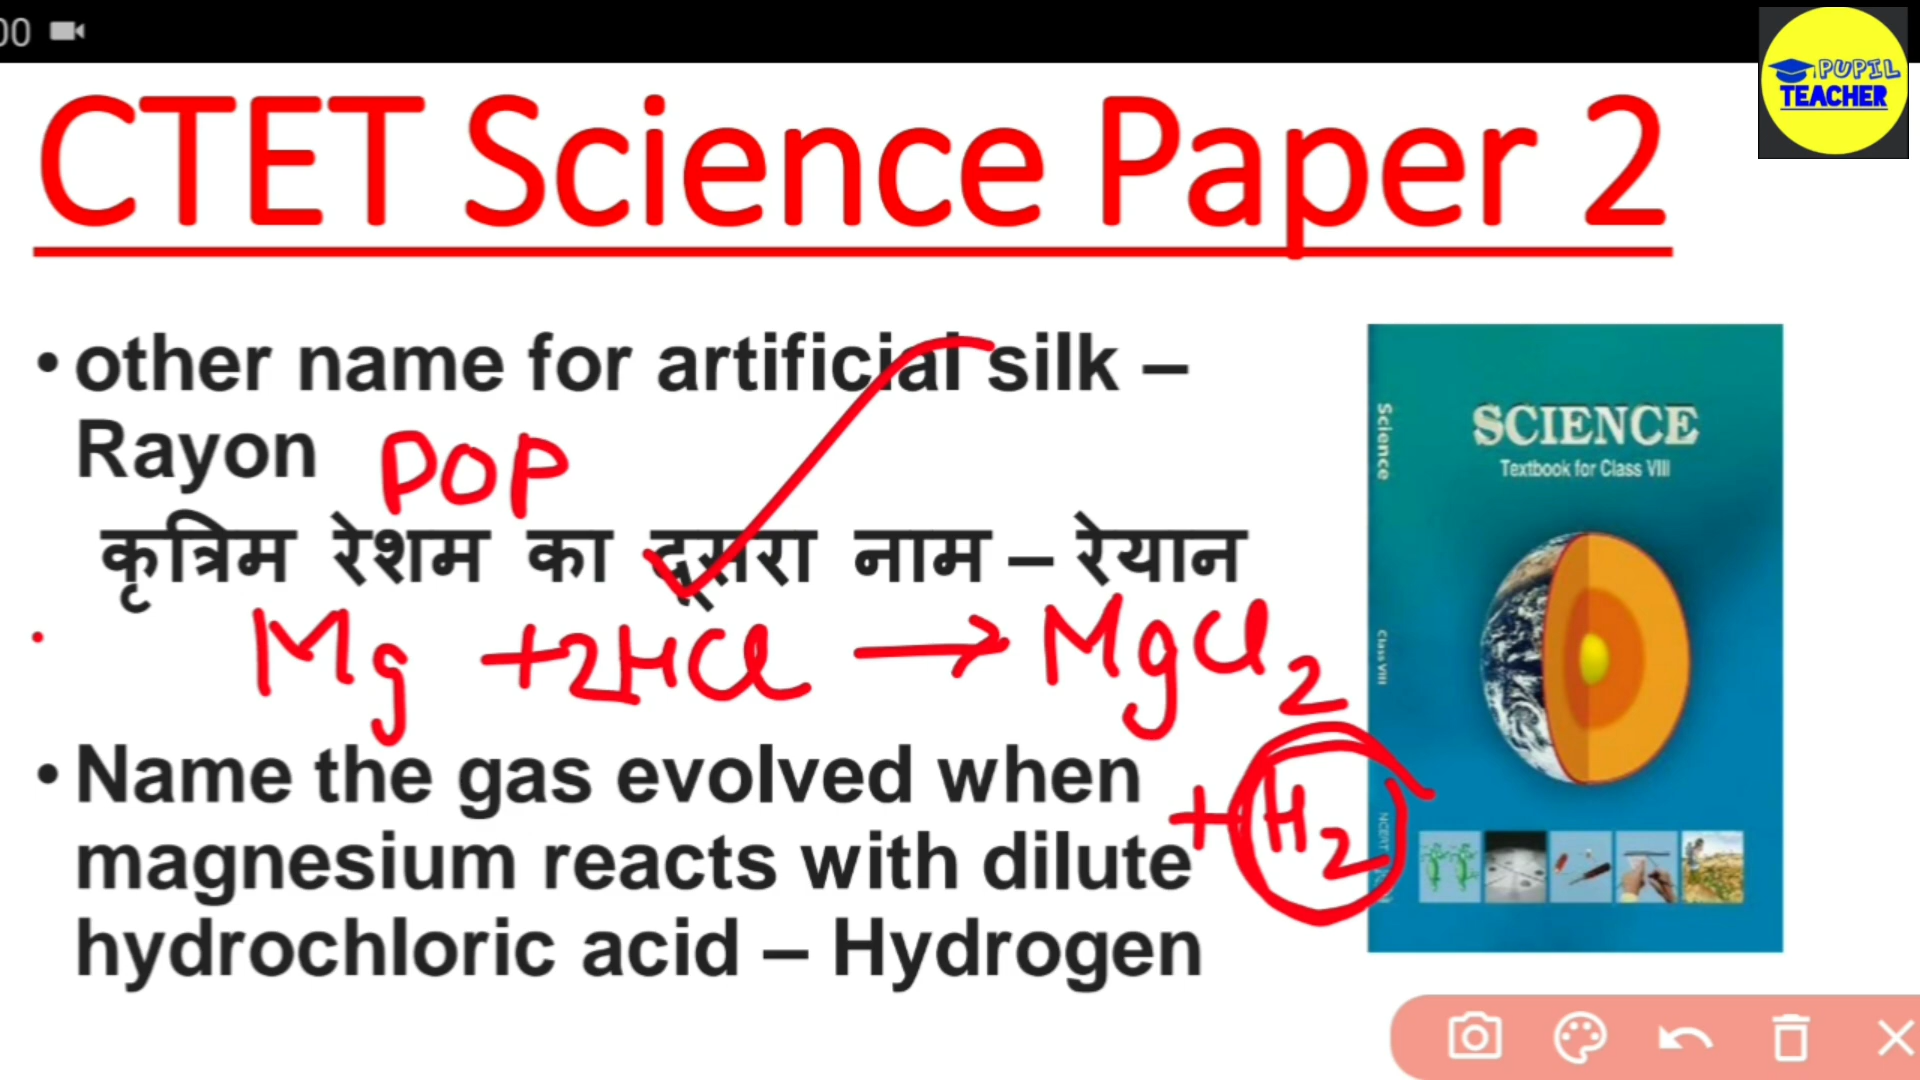 00
PUPIL
TEACHER
CTET Science Paper 2
• other name for artificial silk –
Rayon
POP
कृत्रिम रेशम का दूसरा नाम – रेयान
Mg +2HCl → MgCl2
+ H2
• Name the gas evolved when
magnesium reacts with dilute
hydrochloric acid – Hydrogen
Science
Class VIII
SCIENCE
Textbook for Class VIII